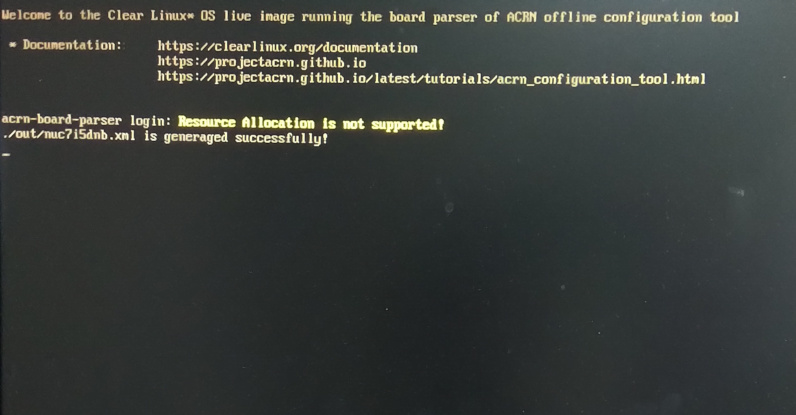 Welcome to the Clear Linux* OS live image running the board parser of ACRN offline configuration tool
* Documentation: https://clearlinux.org/documentation
https://projectacrn.github.io
https://projectacrn.github.io/latest/tutorials/acrn_configuration_tool.html
acrn-board-parser login: Resource Allocation is not supported!
./out/nuc7i5dnb.xml is generaged successfully!
_